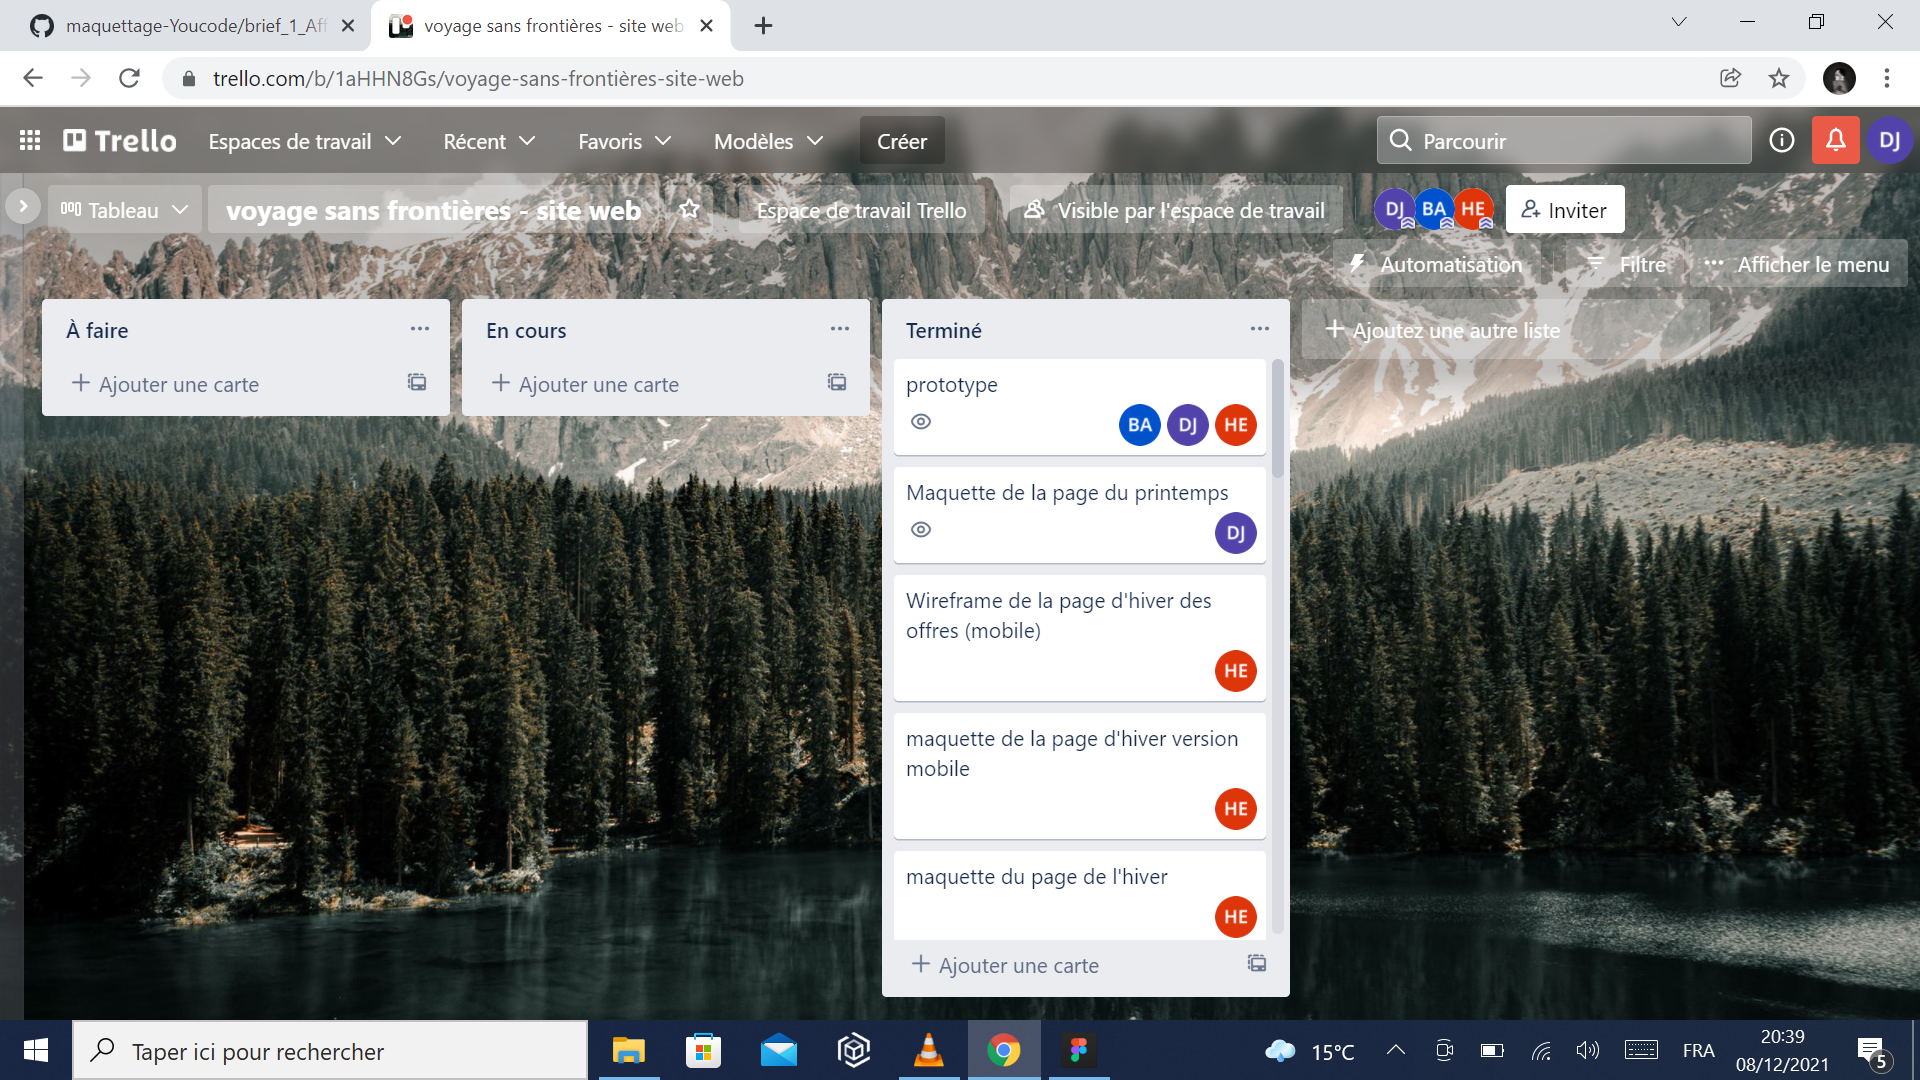 maquettage-Youcode/brief_1_Aff
voyage sans frontières - site web
trello.com/b/1aHHN8Gs/voyage-sans-frontières-site-web
Trello
Espaces de travail
Récent
Favoris
Modèles
Créer
Parcourir
DJ
Tableau
voyage sans frontières - site web
Espace de travail Trello
Visible par l'espace de travail
DJ
BA
HE
Inviter
Automatisation
Filtre
Afficher le menu
À faire
Ajouter une carte
En cours
Ajouter une carte
Terminé
prototype
BA
DJ
HE
Maquette de la page du printemps
DJ
Wireframe de la page d'hiver des
offres (mobile)
HE
maquette de la page d'hiver version
mobile
HE
maquette du page de l'hiver
HE
Ajouter une carte
Ajoutez une autre liste
Taper ici pour rechercher
15°C
FRA
20:39
08/12/2021
5